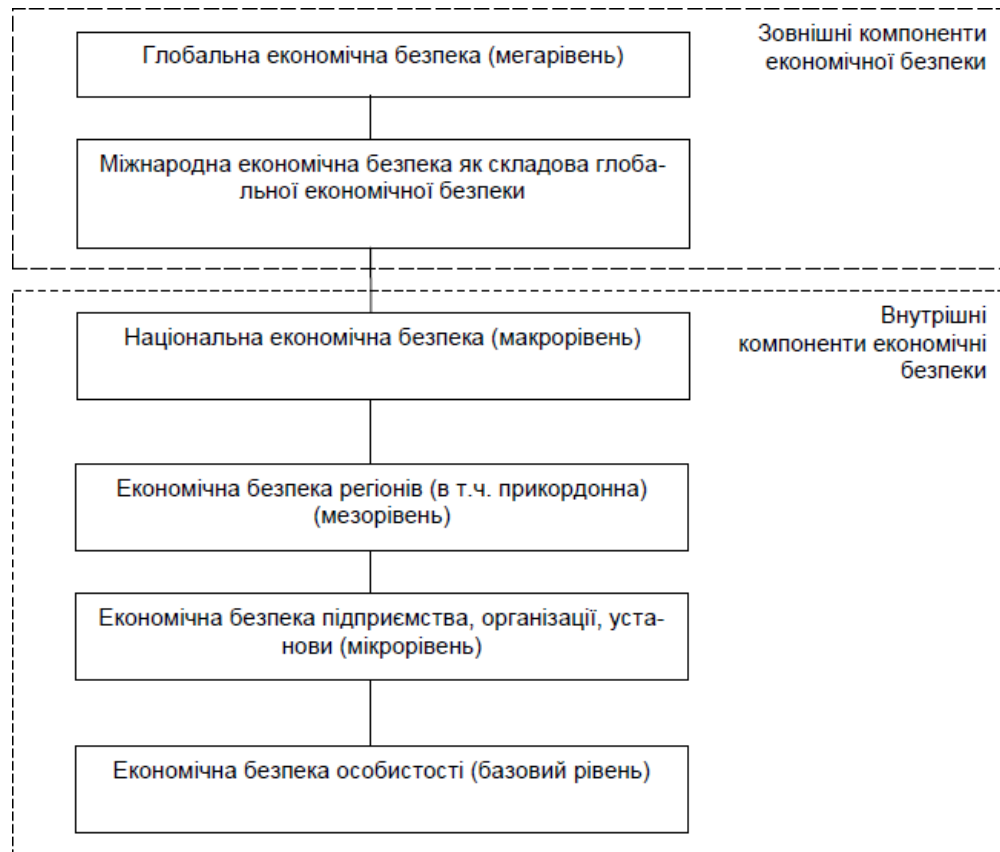 Глобальна економічна безпека (мегарівень)
Зовнішні компоненти
економічної безпеки
Міжнародна економічна безпека як складова глоба-
льної економічної безпеки
Національна економічна безпека (макрорівень)
Внутрішні
компоненти економічні
безпеки
Економічна безпека регіонів (в т.ч. прикордонна)
(мезорівень)
Економічна безпека підприємства, організації, уста-
нови (мікрорівень)
Економічна безпека особистості (базовий рівень)